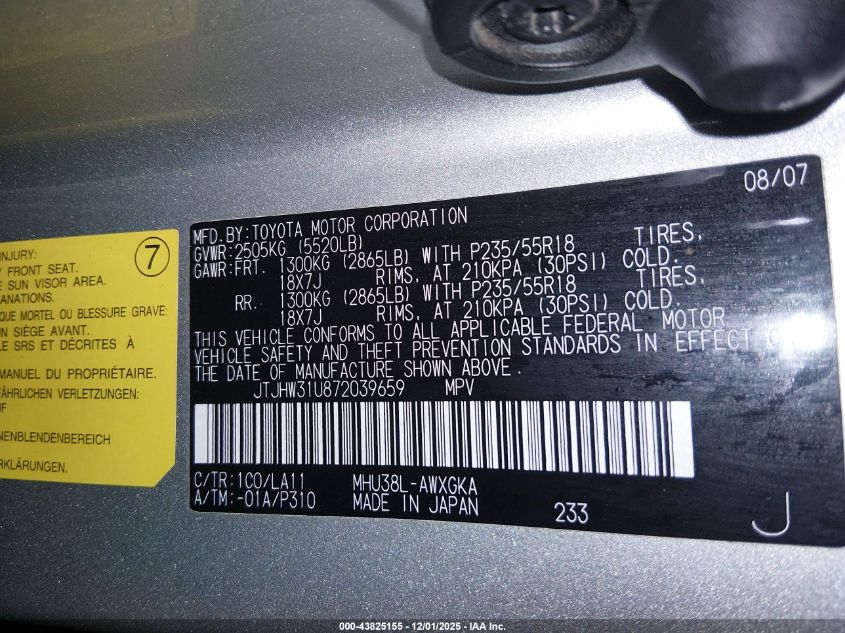 INJURY:
FRONT SEAT.
SUN VISOR AREA.
QUE MORTEL OU BLESSURE GRAVE:
UN SIÈGE AVANT.
LE SRS ET DÉCRITES À
MANUEL DU PROPRIÉTAIRE.
VERLETZUNGEN:
ERKLÄRUNGEN.
7
08/07
MFD. BY: TOYOTA MOTOR CORPORATION
GVWR: 2505KG (5520LB)
GAWR: FRT. 1300KG (2865LB) WITH P235/55R18 TIRES,
18X7J RIMS, AT 210KPA (30PSI) COLD.
RR. 1300KG (2865LB) WITH P235/55R18 TIRES,
18X7J RIMS, AT 210KPA (30PSI) COLD.
THIS VEHICLE CONFORMS TO ALL APPLICABLE FEDERAL MOTOR
VEHICLE SAFETY AND THEFT PREVENTION STANDARDS IN EFFECT ON
THE DATE OF MANUFACTURE SHOWN ABOVE.
JTJHW31U872039659 MPV
C/TR: 1C0/LA11 MHU38L-AWXGKA
A/TM: -01A/P310 MADE IN JAPAN 233 J
000-43825155 - 12/01/2025 - IAA Inc.